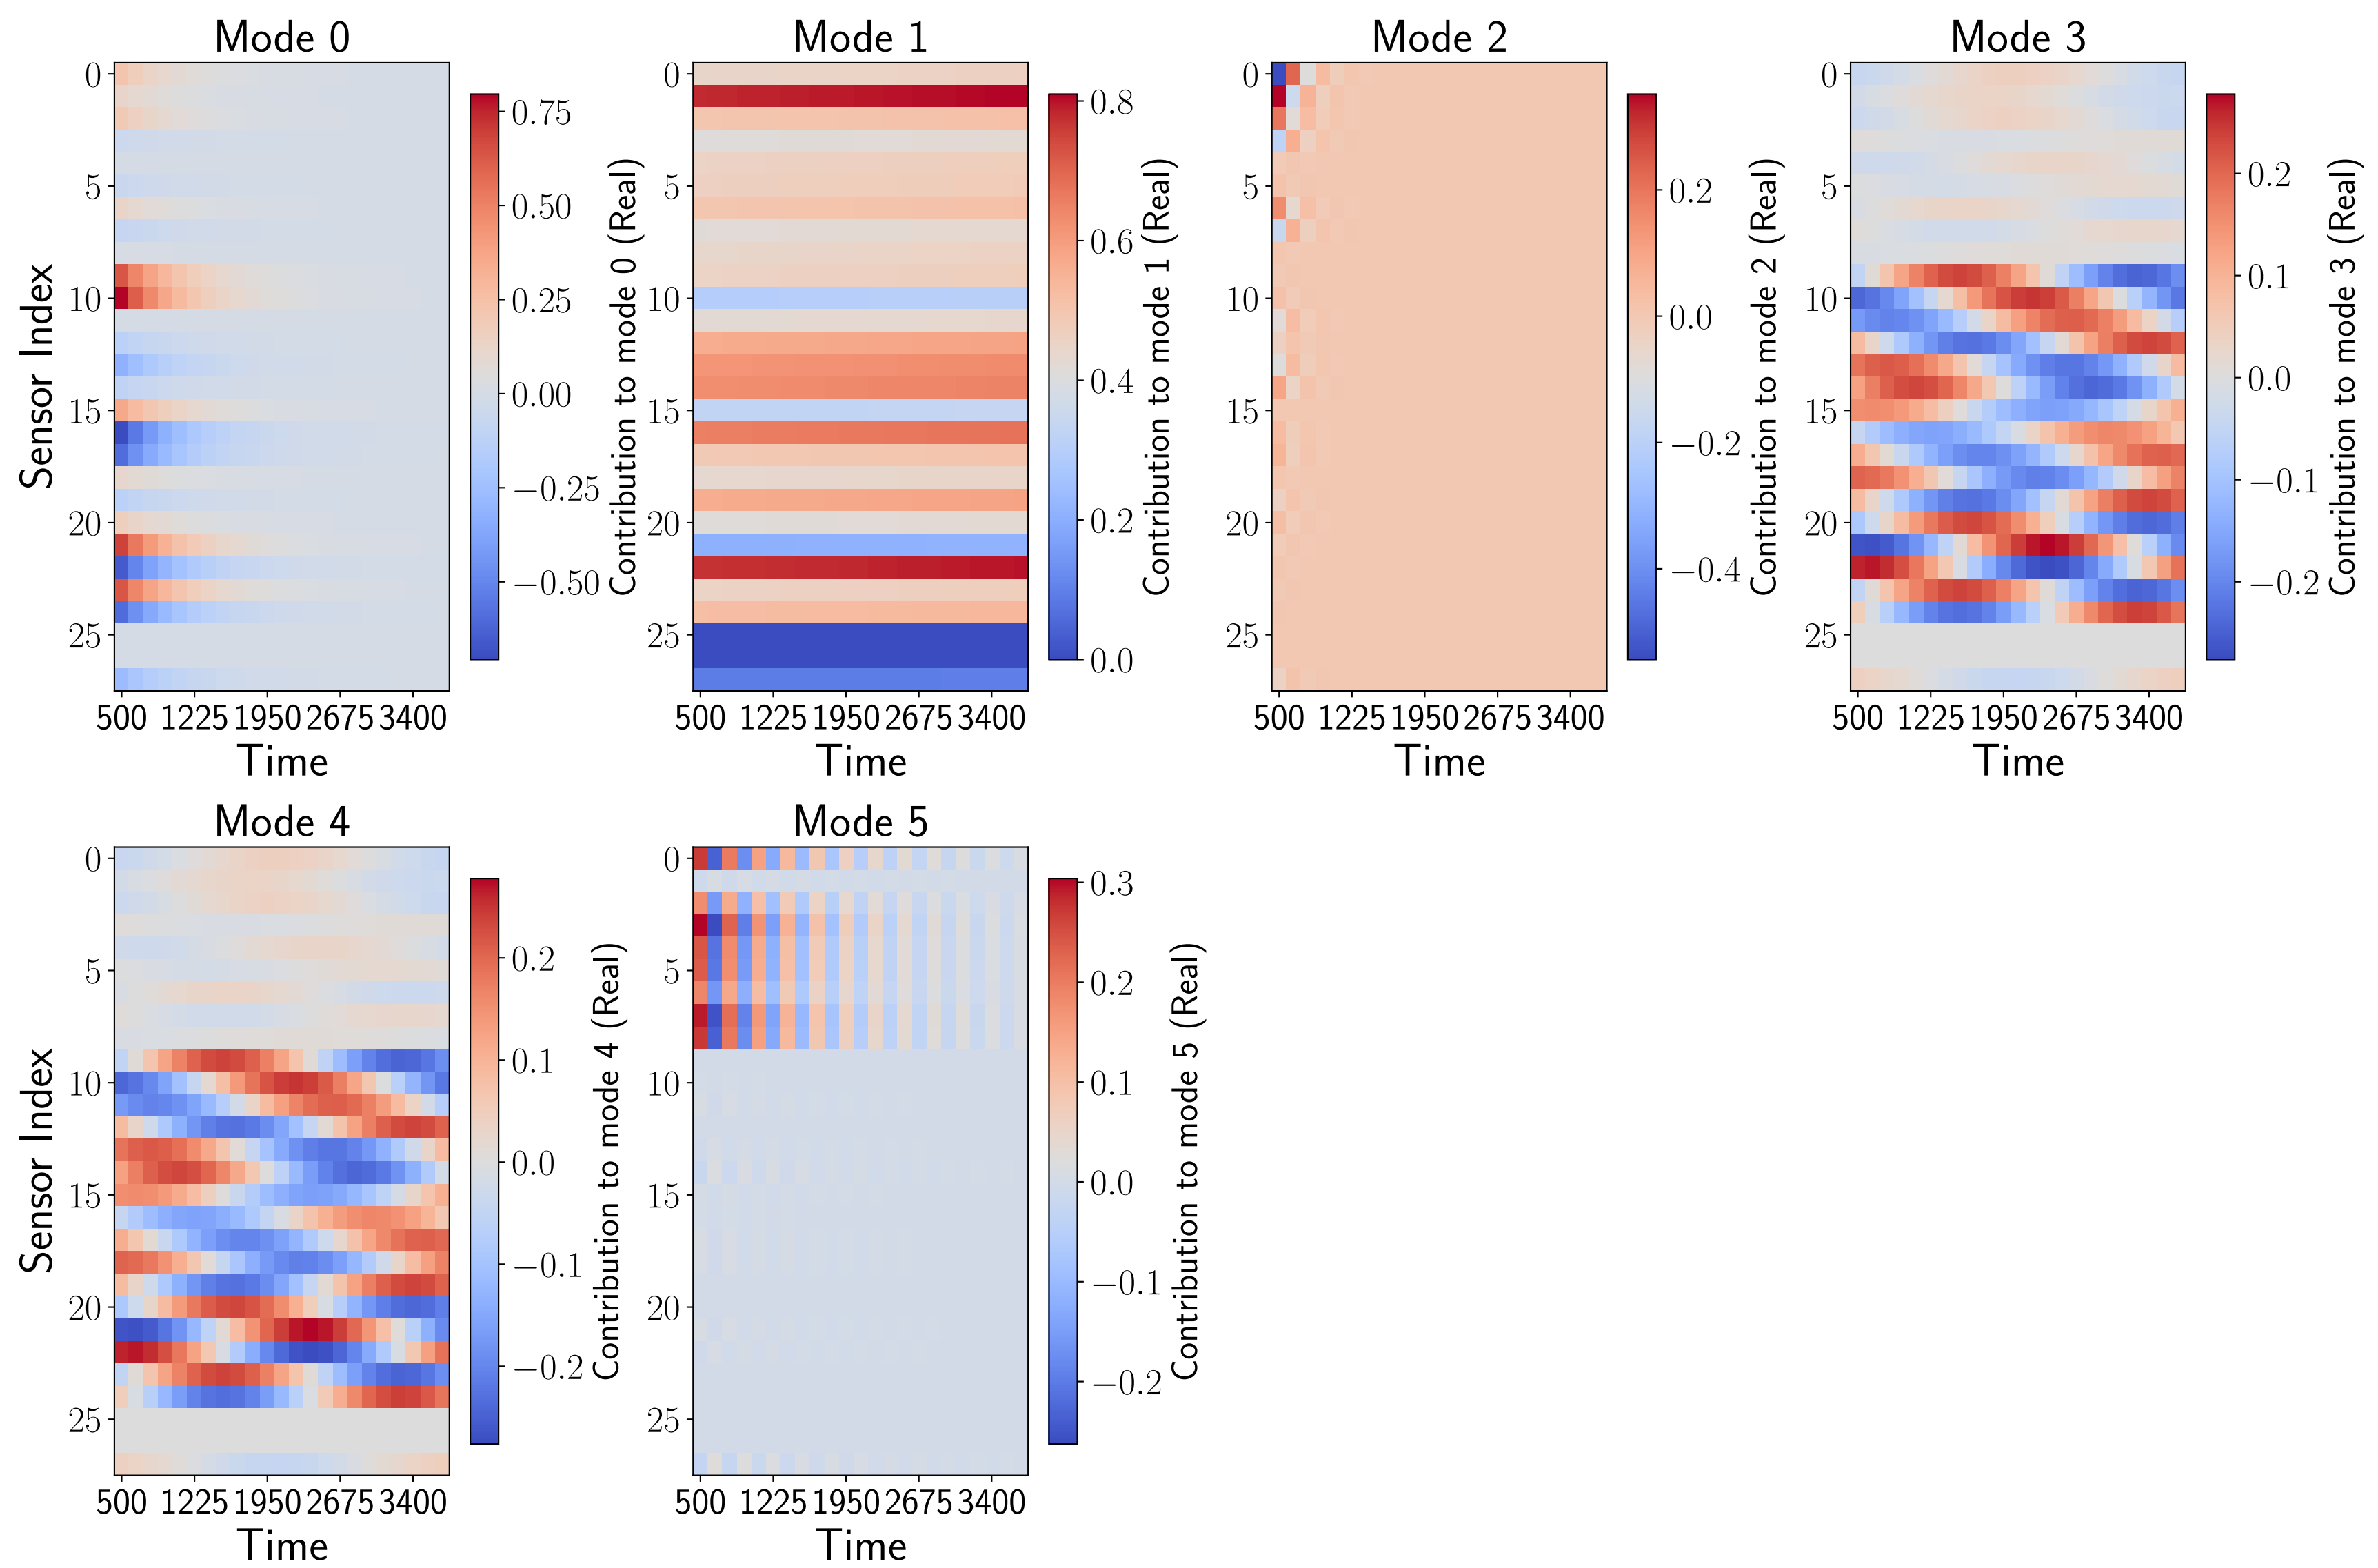 Mode 0
Sensor Index
0
5
10
15
20
25
500 1225 1950 2675 3400
Time
0.75
0.50
0.25
0.00
−0.25
−0.50
Contribution to mode 0 (Real)
Mode 1
0
5
10
15
20
25
500 1225 1950 2675 3400
Time
0.8
0.6
0.4
0.2
0.0
Contribution to mode 1 (Real)
Mode 2
0
5
10
15
20
25
500 1225 1950 2675 3400
Time
0.2
0.0
−0.2
−0.4
Contribution to mode 2 (Real)
Mode 3
0
5
10
15
20
25
500 1225 1950 2675 3400
Time
0.2
0.1
0.0
−0.1
−0.2
Contribution to mode 3 (Real)
Mode 4
Sensor Index
0
5
10
15
20
25
500 1225 1950 2675 3400
Time
0.2
0.1
0.0
−0.1
−0.2
Contribution to mode 4 (Real)
Mode 5
0
5
10
15
20
25
500 1225 1950 2675 3400
Time
0.3
0.2
0.1
0.0
−0.1
−0.2
Contribution to mode 5 (Real)